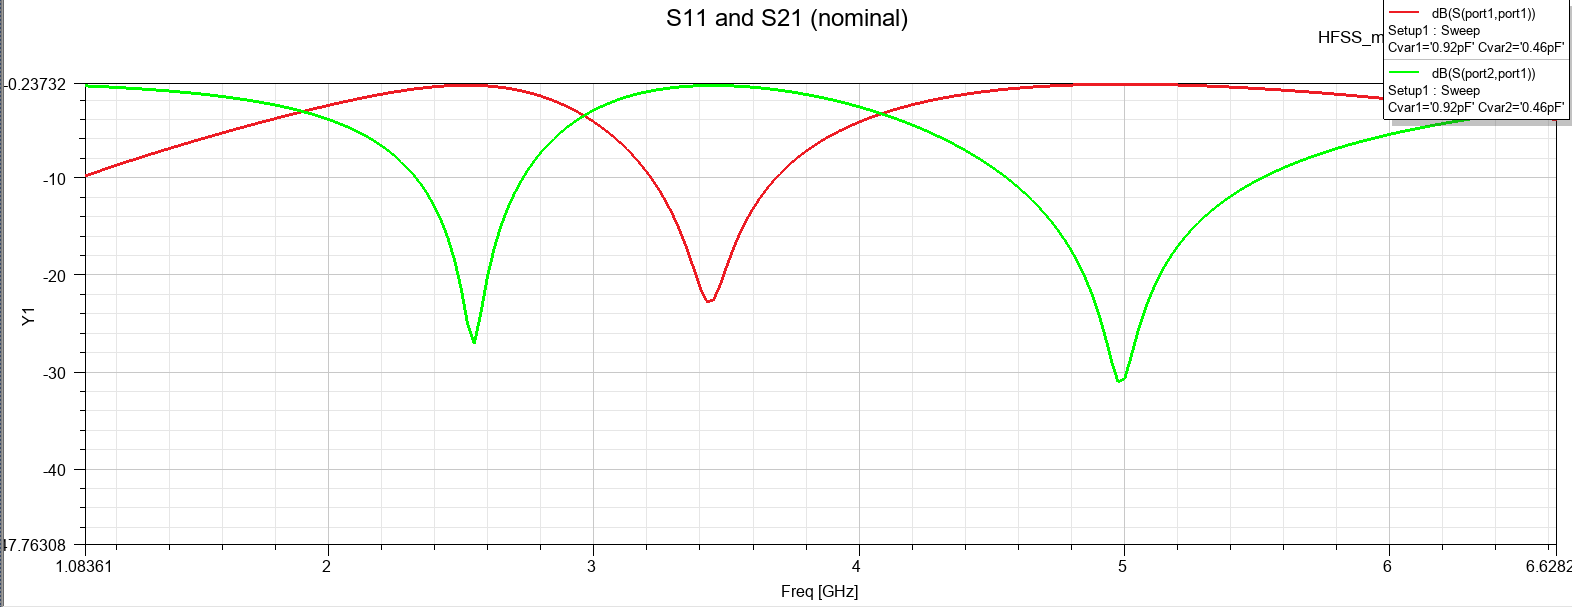 S11 and S21 (nominal)
HFSS_m
dB(S(port1,port1))
Setup1 : Sweep
Cvar1='0.92pF' Cvar2='0.46pF'
dB(S(port2,port1))
Setup1 : Sweep
Cvar1='0.92pF' Cvar2='0.46pF'
-0.23732
-10
-20
Y1
-30
-40
47.76308
1.08361
2
3
4
5
6
6.6282
Freq [GHz]